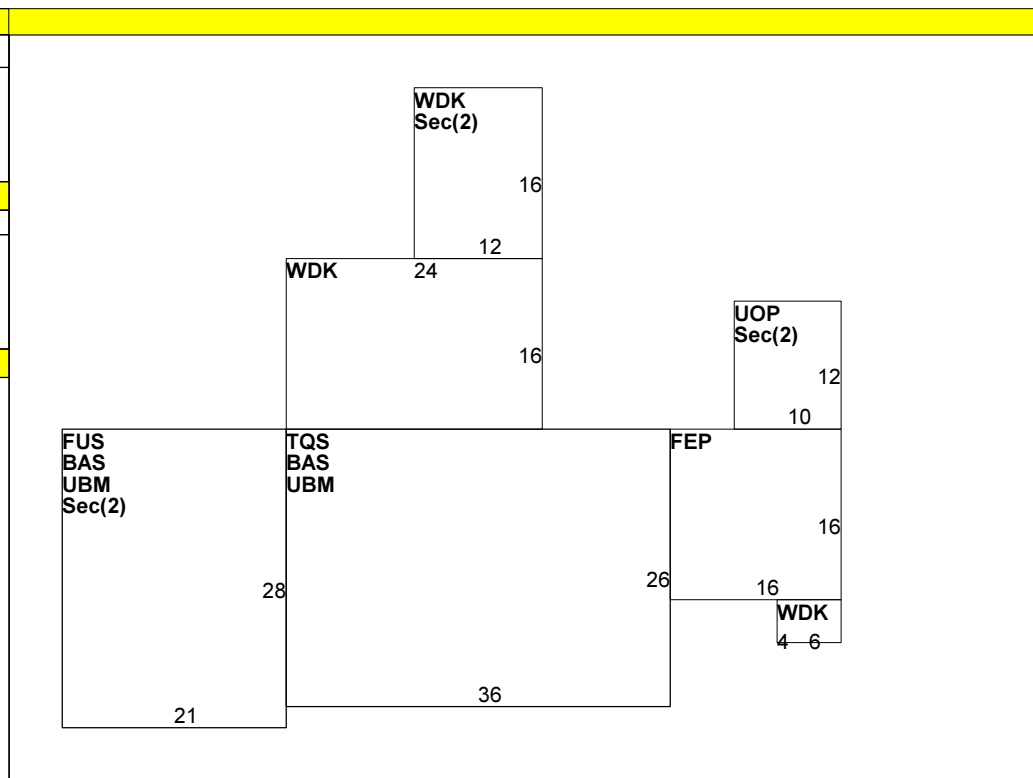 WDK
Sec(2)
16
12
WDK
24
16
UOP
Sec(2)
12
10
FUS
BAS
UBM
Sec(2)
28
21
TQS
BAS
UBM
26
36
FEP
16
16
WDK
4 6